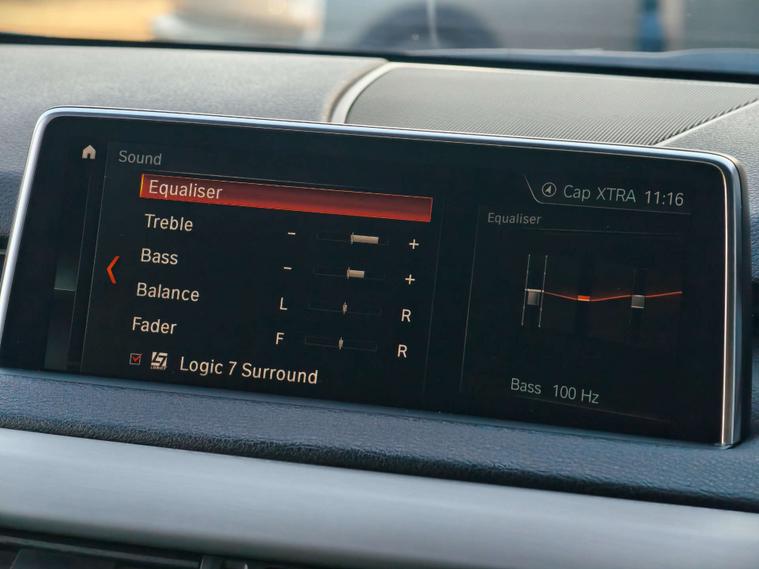 Sound
Cap XTRA 11:16
Equaliser
Treble - +
Bass - +
Balance L R
Fader F R
Logic 7 Surround
Equaliser
Bass 100 Hz